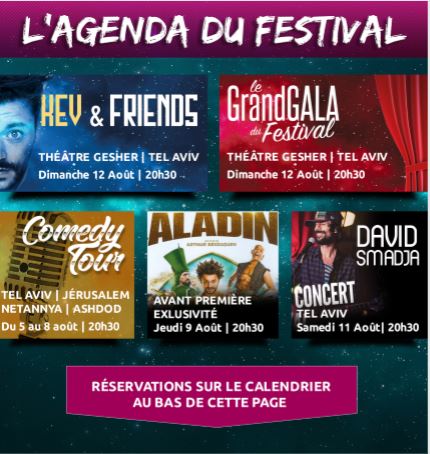 L'AGENDA DU FESTIVAL
KEV & FRIENDS
THÉÂTRE GESHER | TEL AVIV
Dimanche 12 Août | 20h30
le
GrandGALA
du Festival
THÉÂTRE GESHER | TEL AVIV
Dimanche 12 Août | 20h30
Comedy
Tour
TEL AVIV | JÉRUSALEM
NETANNYA | ASHDOD
Du 5 au 8 août | 20h30
ALADIN
AVANT PREMIÈRE
EXLUSIVITÉ
Jeudi 9 Août | 20h30
DAVID
SMADJA
CONCERT
TEL AVIV
Samedi 11 Août| 20h30
RÉSERVATIONS SUR LE CALENDRIER
AU BAS DE CETTE PAGE